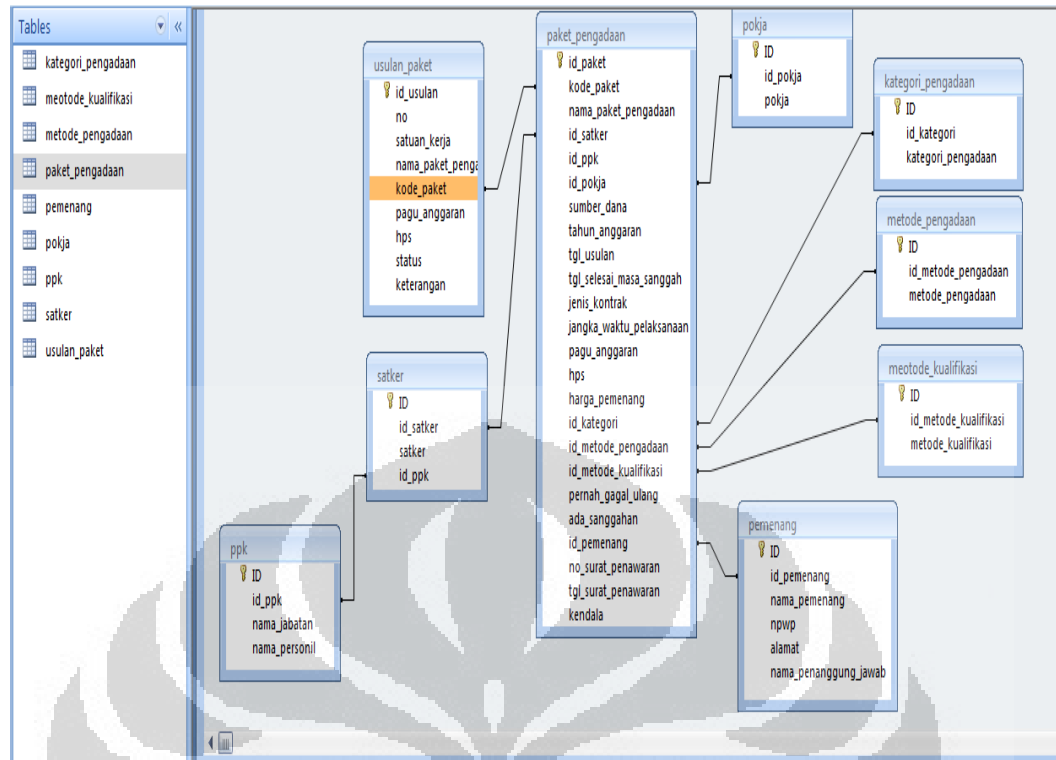 Tables
kategori_pengadaan
meotode_kualifikasi
metode_pengadaan
paket_pengadaan
pemenang
pokja
ppk
satker
usulan_paket
usulan_paket
id_usulan
no
satuan_kerja
nama_paket_penga
kode_paket
pagu_anggaran
hps
status
keterangan
satker
ID
id_satker
satker
id_ppk
ppk
ID
id_ppk
nama_jabatan
nama_personil
paket_pengadaan
id_paket
kode_paket
nama_paket_pengadaan
id_satker
id_ppk
id_pokja
sumber_dana
tahun_anggaran
tgl_usulan
tgl_selesai_masa_sanggah
jenis_kontrak
jangka_waktu_pelaksanaan
pagu_anggaran
hps
harga_pemenang
id_kategori
id_metode_pengadaan
id_metode_kualifikasi
pernah_gagal_ulang
ada_sanggahan
id_pemenang
no_surat_penawaran
tgl_surat_penawaran
kendala
pokja
ID
id_pokja
pokja
kategori_pengadaan
ID
id_kategori
kategori_pengadaan
metode_pengadaan
ID
id_metode_pengadaan
metode_pengadaan
meotode_kualifikasi
ID
id_metode_kualifikasi
metode_kualifikasi
pemenang
ID
id_pemenang
nama_pemenang
npwp
alamat
nama_penanggung_jawab